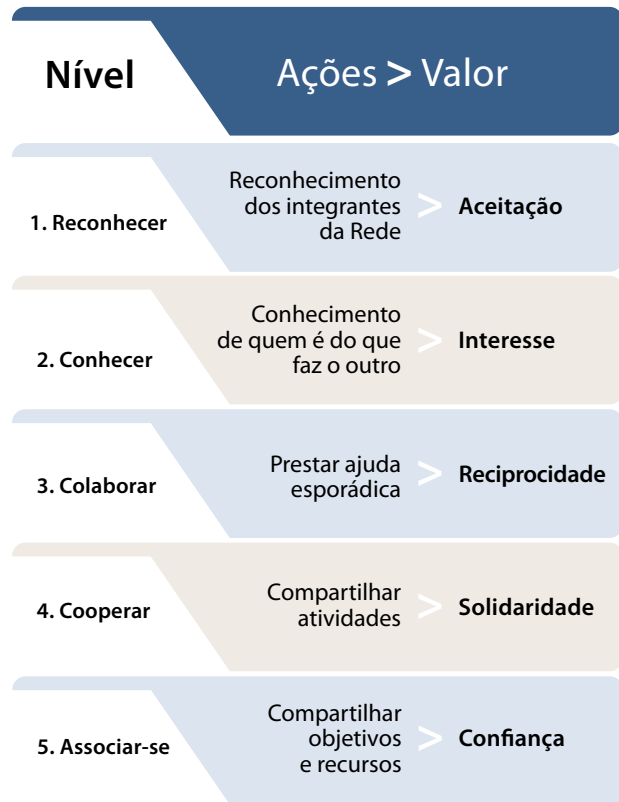 Nível
Ações > Valor
1. Reconhecer
Reconhecimento
dos integrantes
da Rede
> Aceitação
2. Conhecer
Conhecimento
de quem é do que
faz o outro
> Interesse
3. Colaborar
Prestar ajuda
esporádica
> Reciprocidade
4. Cooperar
Compartilhar
atividades
> Solidaridade
5. Associar-se
Compartilhar
objetivos
e recursos
> Confiança